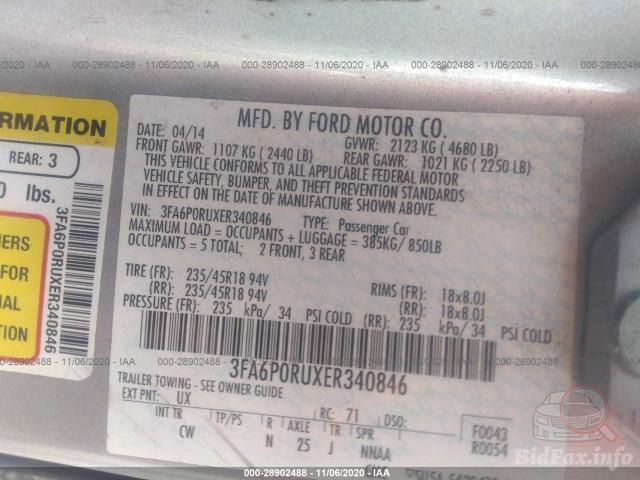 000-28902488 - 11/06/2020 - IAA
MFD. BY FORD MOTOR CO.
DATE: 04/14
GVWR: 2123 KG ( 4680 LB)
FRONT GAWR: 1107 KG ( 2440 LB)
REAR GAWR: 1021 KG ( 2250 LB)
THIS VEHICLE CONFORMS TO ALL APPLICABLE FEDERAL MOTOR
VEHICLE SAFETY, BUMPER, AND THEFT PREVENTION STANDARDS
IN EFFECT ON THE DATE OF MANUFACTURE SHOWN ABOVE.
VIN: 3FA6P0RUXER340846 TYPE: Passenger Car
MAXIMUM LOAD = OCCUPANTS + LUGGAGE = 385KG/ 850LB
OCCUPANTS = 5 TOTAL; 2 FRONT, 3 REAR
TIRE (FR): 235/45R18 94V RIMS (FR): 18x8.0J
(RR): 235/45R18 94V (RR): 18x8.0J
PRESSURE (FR): 235 kPa/ 34 PSI COLD (RR): 235 kPa/ 34 PSI COLD
3FA6P0RUXER340846
TRAILER TOWING - SEE OWNER GUIDE
EXT PNT: UX RC: 71 DSO:
INT TR TP/PS R AXLE TR SPR
CW N 25 J NNAA
F0043
R0054
ORMATION
REAR: 3
0 lbs.
3FA6P0RUXER340846
FOR
000-28902488 - 11/06/2020 - IAA
000-28902488 - 11/06/2020 - IAA
000-28902488 - 11/06/2020 - IAA
000-28902488 - 11/06/2020 - IAA
BidFax.info